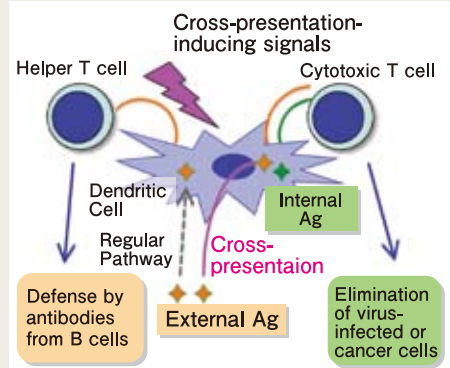 Cross-presentation-
inducing signals
Helper T cell
Cytotoxic T cell
Dendritic
Cell
Regular
Pathway
Internal
Ag
Cross-
presentaion
Defense by
antibodies
from B cells
External Ag
Elimination
of virus-
infected or
cancer cells